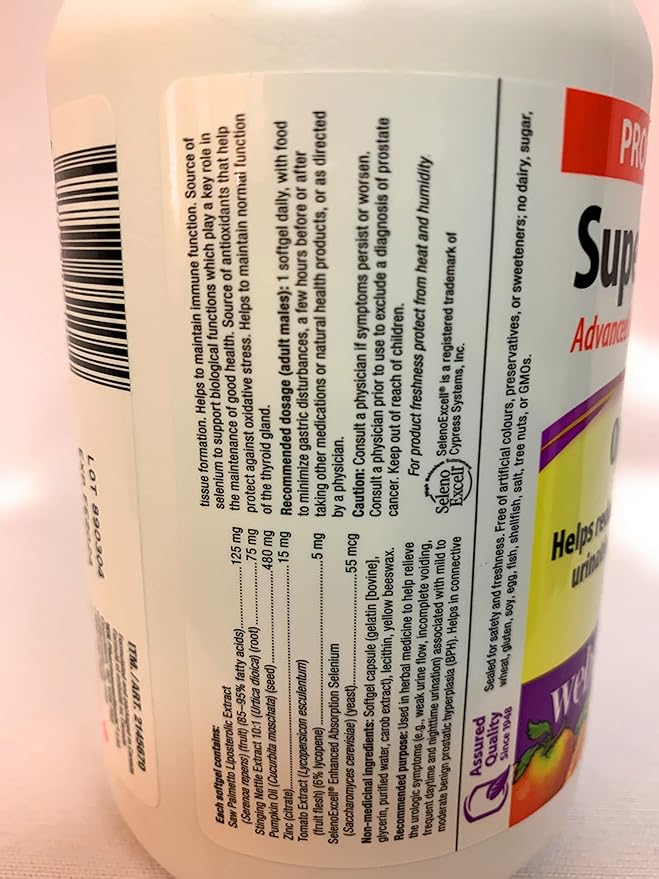 Each softgel contains:
Saw Palmetto Liposterolic Extract
(Serenoa repens) (fruit) (85–95% fatty acids)..........125 mg
Stinging Nettle Extract 10:1 (Urtica dioica) (root)..........75 mg
Pumpkin Oil (Cucurbita moschata) (seed)..........480 mg
Zinc (citrate)..........15 mg
Tomato Extract (Lycopersicon esculentum)
(fruit flesh) (6% lycopene)..........5 mg
SelenoExcell® Enhanced Absorption Selenium
(Saccharomyces cerevisiae) (yeast)..........55 mcg
Non-medicinal ingredients: Softgel capsule (gelatin [bovine],
glycerin, purified water, carob extract), lecithin, yellow beeswax.
Recommended purpose: Used in herbal medicine to help relieve
the urologic symptoms (e.g., weak urine flow, incomplete voiding,
frequent daytime and nighttime urination) associated with mild to
moderate benign prostatic hyperplasia (BPH). Helps in connective
tissue formation. Helps to maintain immune function. Source of
selenium to support biological functions which play a key role in
the maintenance of good health. Source of antioxidants that help
protect against oxidative stress. Helps to maintain normal function
of the thyroid gland.
Recommended dosage (adult males): 1 softgel daily, with food
to minimize gastric disturbances, a few hours before or after
taking other medications or natural health products, or as directed
by a physician.
Caution: Consult a physician if symptoms persist or worsen.
Consult a physician prior to use to exclude a diagnosis of prostate
cancer. Keep out of reach of children.
For product freshness protect from heat and humidity.
Seleno
Excell
SelenoExcell® is a registered trademark of
Cypress Systems, Inc.
Assured
Quality
Since 1948
Sealed for safety and freshness. Free of artificial colours, preservatives, or sweeteners; no dairy, sugar,
wheat, gluten, soy, egg, fish, shellfish, salt, tree nuts, or GMOs.
LOT 890304
ITM./ART. 2145670
PRO
Supe
Advanced
Helps re
urina
web